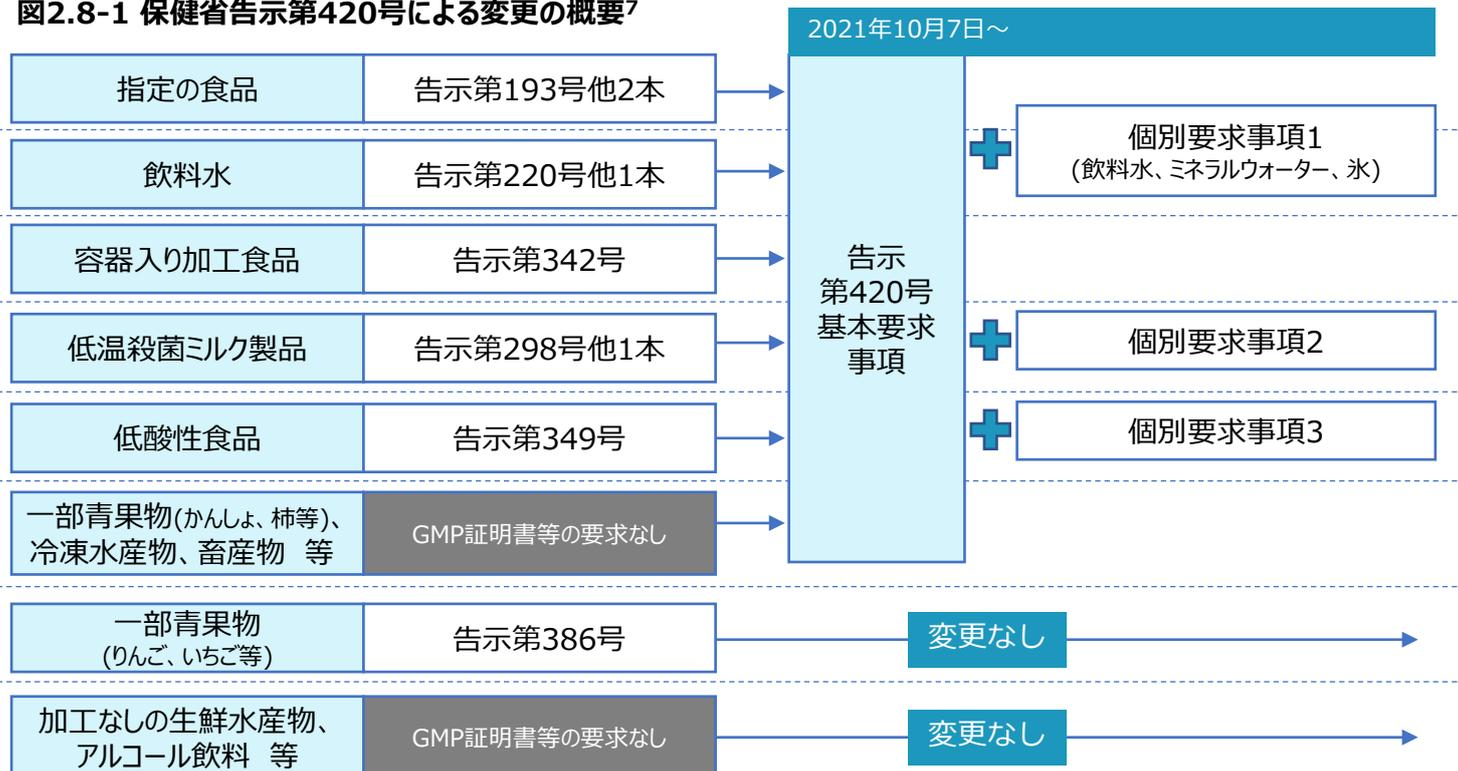 図2.8-1 保健省告示第420号による変更の概要7
2021年10月7日～
指定の食品
告示第193号他2本
飲料水
告示第220号他1本
容器入り加工食品
告示第342号
低温殺菌ミルク製品
告示第298号他1本
低酸性食品
告示第349号
一部青果物(かんしょ、柿等)、
冷凍水産物、畜産物 等
GMP証明書等の要求なし
告示
第420号
基本要求
事項
個別要求事項1
(飲料水、ミネラルウォーター、氷)
個別要求事項2
個別要求事項3
一部青果物
(りんご、いちご等)
告示第386号
変更なし
加工なしの生鮮水産物、
アルコール飲料 等
GMP証明書等の要求なし
変更なし